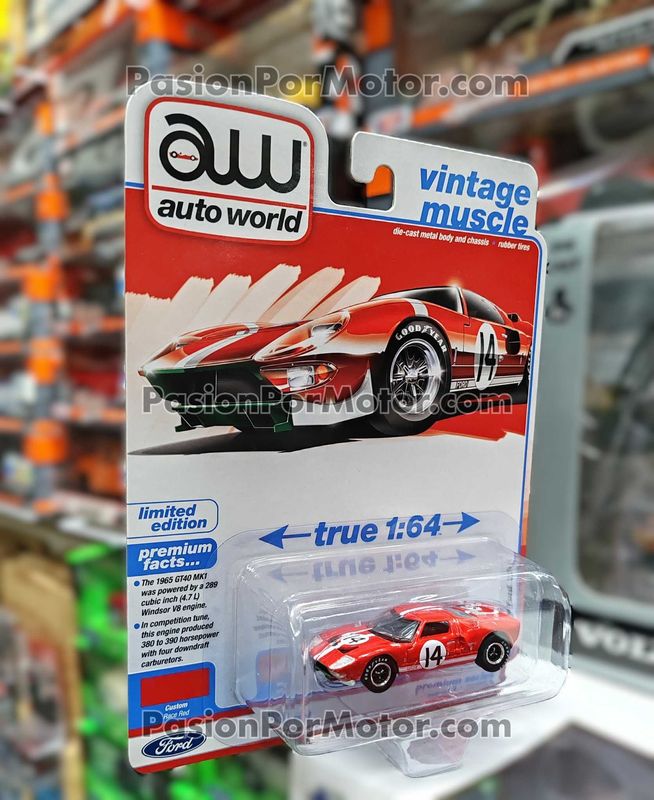 PasionPorMotor.com
aw
auto world
vintage
muscle
die-cast metal body and chassis • rubber tires
GOODYEAR
14
FORD
PasionPorMotor.com
limited
edition
true 1:64
premium
facts...
The 1965 GT40 MK1
was powered by a 289
cubic inch (4.7 L)
Windsor V8 engine.
In competition tune,
this engine produced
380 to 390 horsepower
with four downdraft
carburetors.
14
Custom
Race Red
Ford
PasionPorMotor.com
VOL